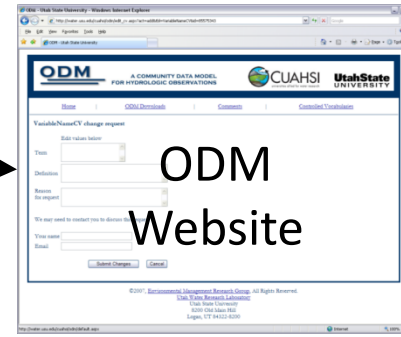 ODM - Utah State University - Windows Internet Explorer
File Edit View Favorites Tools Help
ODM - Utah State University
ODM
A COMMUNITY DATA MODEL
FOR HYDROLOGIC OBSERVATIONS
CUAHSI
UtahState
UNIVERSITY
Home | ODM Downloads | Comments | Controlled Vocabularies
VariableNameCV change request
Edit values below
Term
Definition
Reason
for request
We may need to contact you to discuss the
Your name
Email
Submit Changes Cancel
ODM
Website
©2007, Environmental Management Research Group, All Rights Reserved.
Utah Water Research Laboratory
Utah State University
8200 Old Main Hill
Logan, UT 84322-8200
Internet 100%